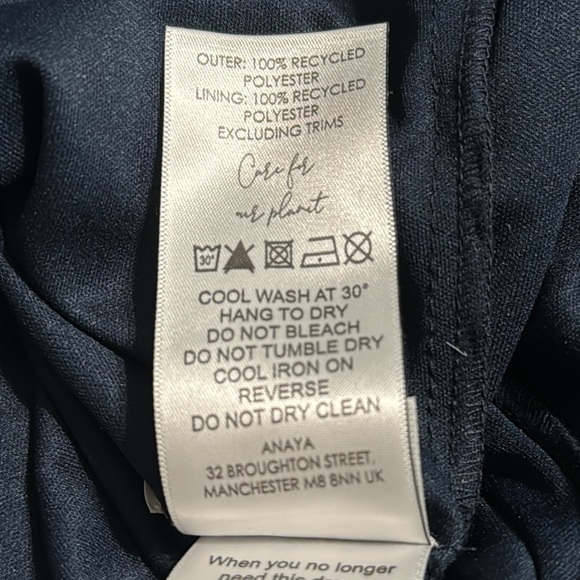 OUTER: 100% RECYCLED
POLYESTER
LINING: 100% RECYCLED
POLYESTER
EXCLUDING TRIMS
Care for
our planet
30°
COOL WASH AT 30°
HANG TO DRY
DO NOT BLEACH
DO NOT TUMBLE DRY
COOL IRON ON
REVERSE
DO NOT DRY CLEAN
ANAYA
32 BROUGHTON STREET,
MANCHESTER M8 8NN UK
When you no longer
need this